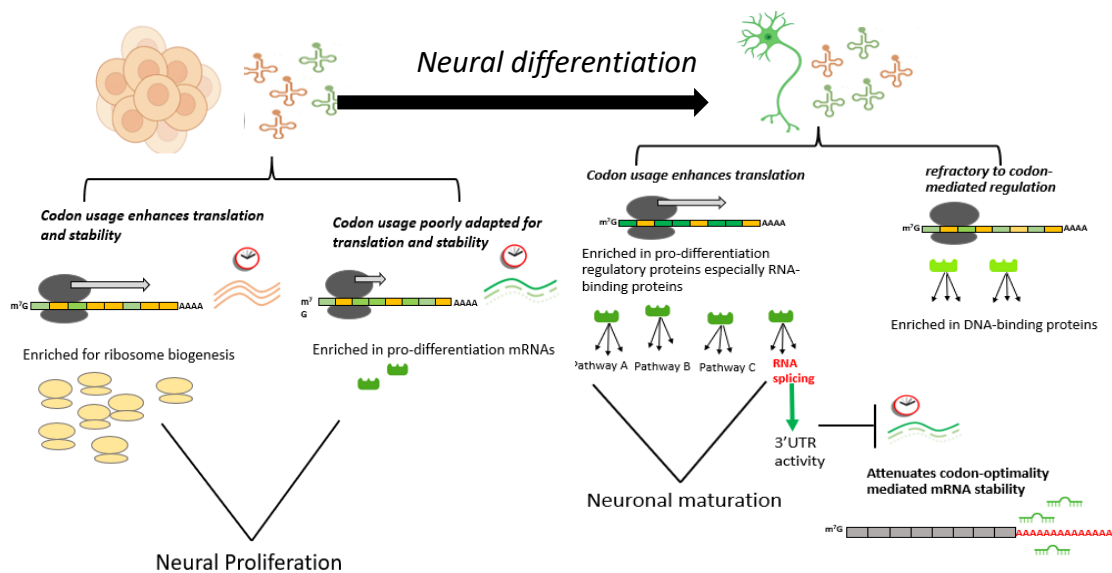 Neural differentiation
Codon usage enhances translation
and stability
m⁷G
AAAA
Enriched for ribosome biogenesis
Codon usage poorly adapted for
translation and stability
m⁷
G
AAAA
Enriched in pro-differentiation mRNAs
Neural Proliferation
Codon usage enhances translation
m⁷G
AAAA
Enriched in pro-differentiation
regulatory proteins especially RNA-
binding proteins
Pathway A
Pathway B
Pathway C
RNA
splicing
3’UTR
activity
Neuronal maturation
refractory to codon-
mediated regulation
m⁷G
AAAA
Enriched in DNA-binding proteins
Attenuates codon-optimality
mediated mRNA stability
m⁷G
AAAAAAAAAAAAAAA